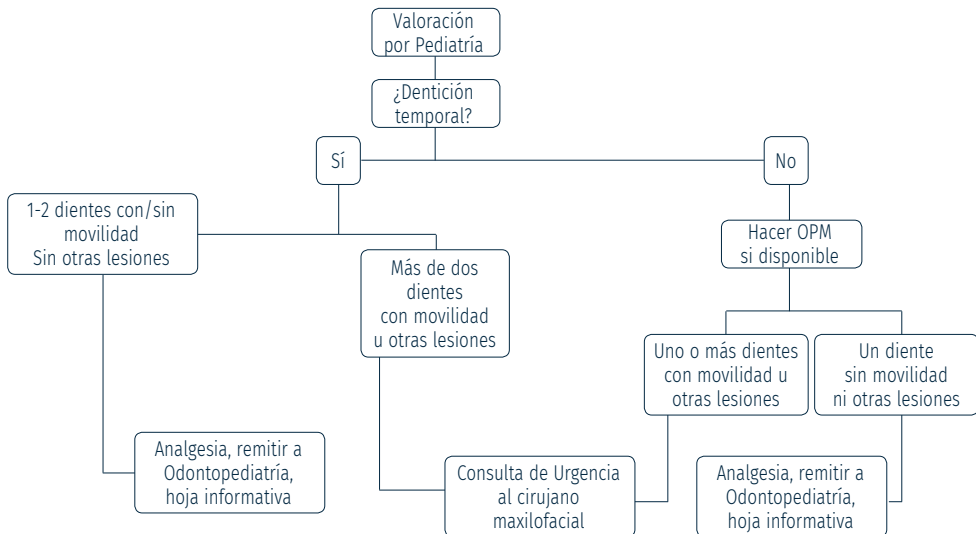 Valoración
por Pediatría
¿Dentición
temporal?
Sí
No
1-2 dientes con/sin
movilidad
Sin otras lesiones
Hacer OPM
si disponible
Más de dos
dientes
con movilidad
u otras lesiones
Uno o más dientes
con movilidad u
otras lesiones
Un diente
sin movilidad
ni otras lesiones
Analgesia, remitir a
Odontopediatría,
hoja informativa
Consulta de Urgencia
al cirujano
maxilofacial
Analgesia, remitir a
Odontopediatría,
hoja informativa